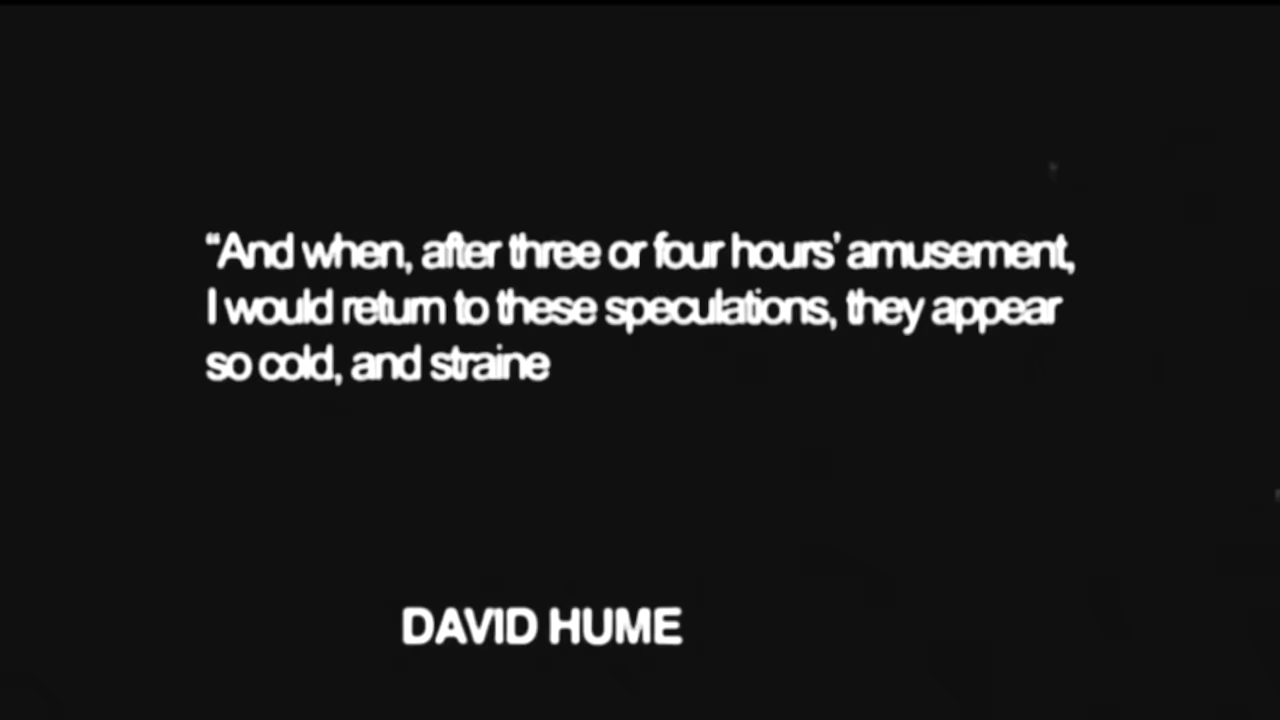 “And when, after three or four hours’ amusement,
I would return to these speculations, they appear
so cold, and straine
DAVID HUME